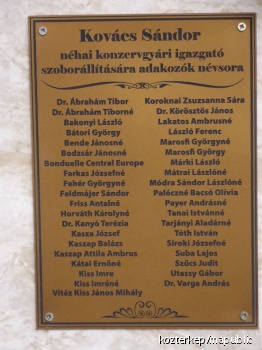 Kovács Sándor
néhai konzervgyári igazgató
szoborállítására adakozók névsora
Dr. Ábrahám Tibor
Dr. Ábrahám Tiborné
Bakonyi László
Bátori György
Bende Jánosné
Bodzsár Jánosné
Bonduelle Central Europe
Farkas Józsefné
Fehér Györgyné
Feldmájer Sándor
Friss Antalné
Horváth Károlyné
Dr. Kanyó Terézia
Kasza József
Kaszap Balázs
Kaszap Attila Ambrus
Kátai Ernőné
Kiss Imre
Kiss Imréné
Vitéz Kiss János Mihály
Koroknai Zsuzsanna Sára
Dr. Körösztös János
Lakatos Ambrusné
László Ferenc
Marosfi Györgyné
Marosfi György
Márki László
Mátrai Lászlóné
Módra Sándor Lászlóné
Palóczné Bacsó Olívia
Payer Andrásné
Tanai Istvánné
Tarjányi Aladárné
Tóth István
Siroki Józsefné
Suba Lajos
Szűcs Judit
Utassy Gábor
Dr. Varga András
kozterkep/mapublic